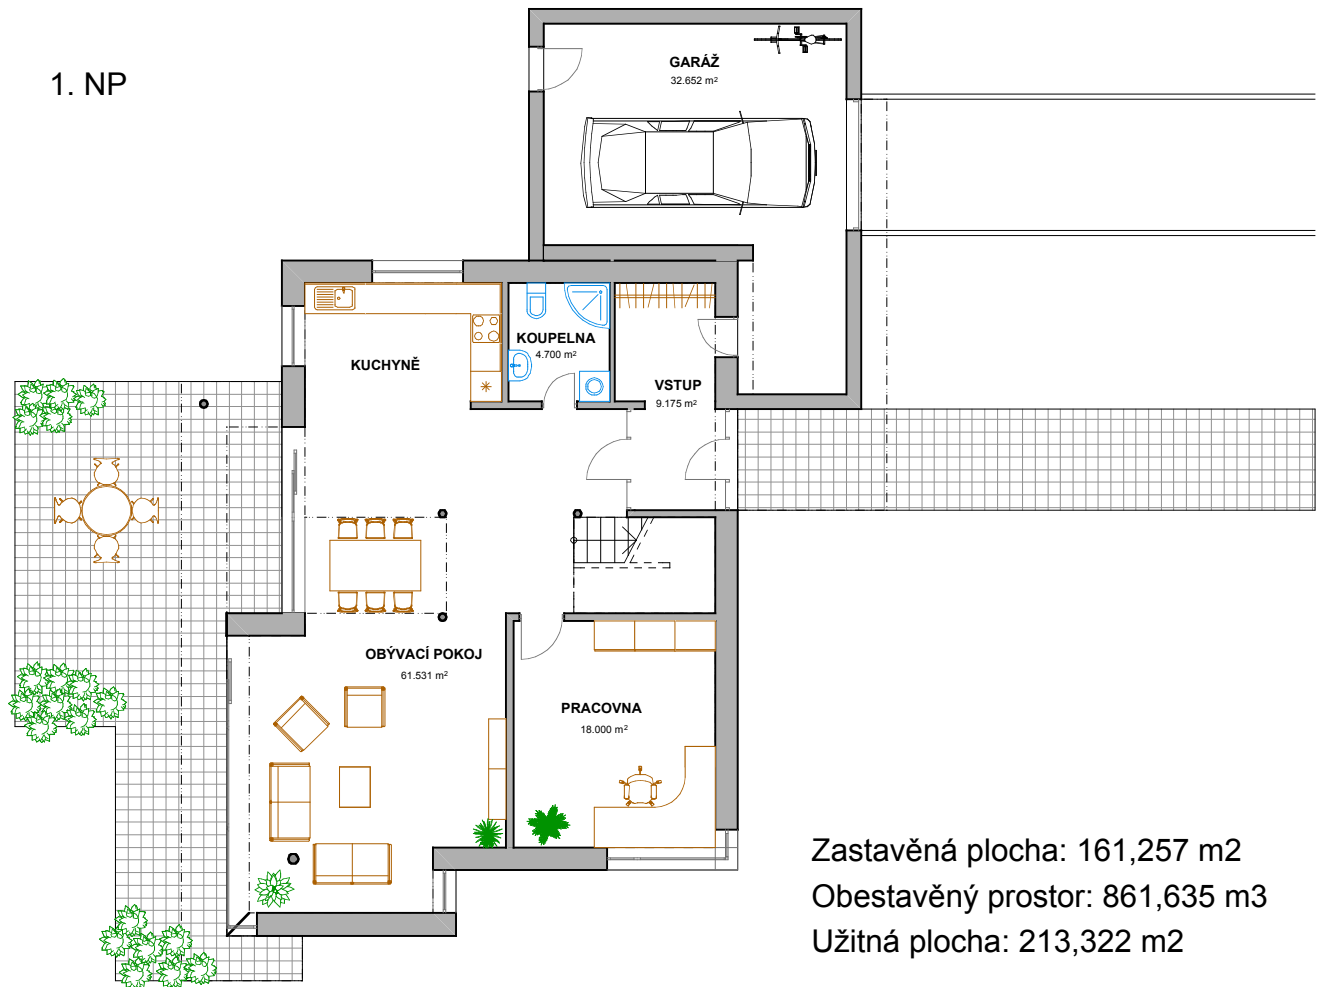 1. NP
GARÁŽ
32.652 m²
KOUPELNA
4.700 m²
KUCHYNĚ
VSTUP
9.175 m²
OBÝVACÍ POKOJ
61.531 m²
PRACOVNA
18.000 m²
Zastavěná plocha: 161,257 m2
Obestavěný prostor: 861,635 m3
Užitná plocha: 213,322 m2